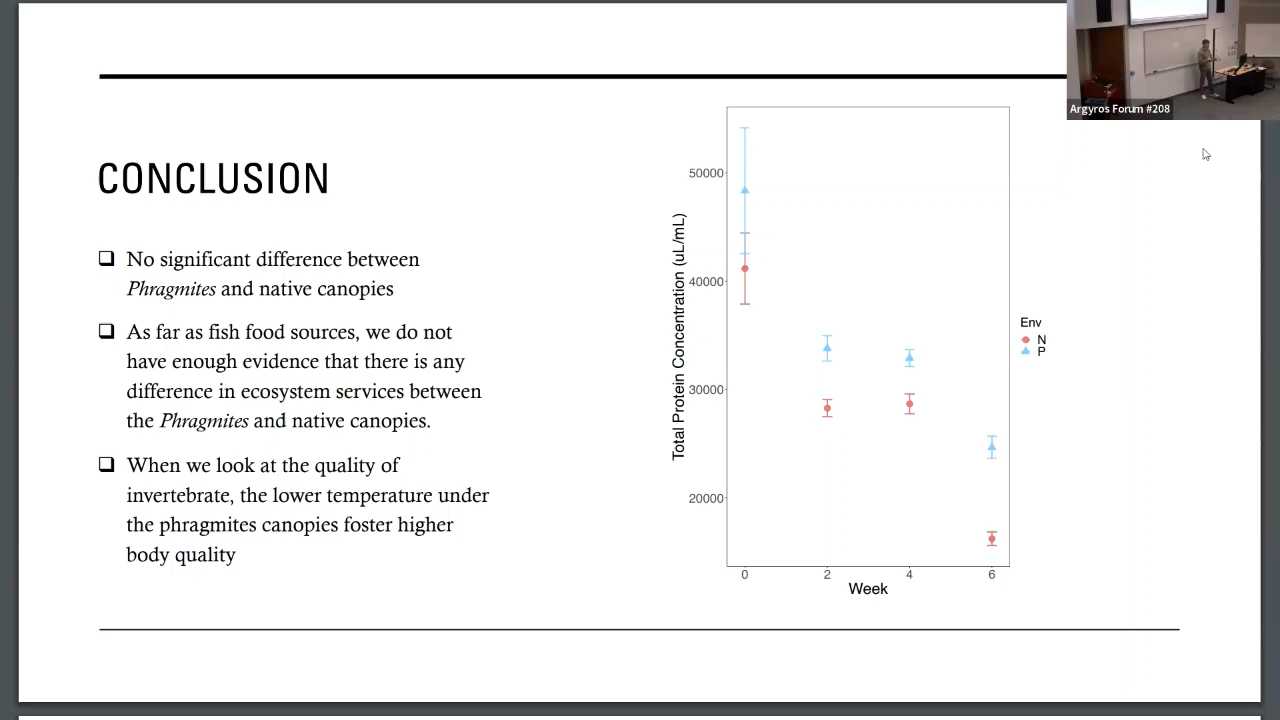 Argyros Forum #208
CONCLUSION
❑ No significant difference between
Phragmites and native canopies
❑ As far as fish food sources, we do not
have enough evidence that there is any
difference in ecosystem services between
the Phragmites and native canopies.
❑ When we look at the quality of
invertebrate, the lower temperature under
the phragmites canopies foster higher
body quality
Total Protein Concentration (uL/mL)
50000
40000
30000
20000
0 2 4 6
Week
Env
N
P